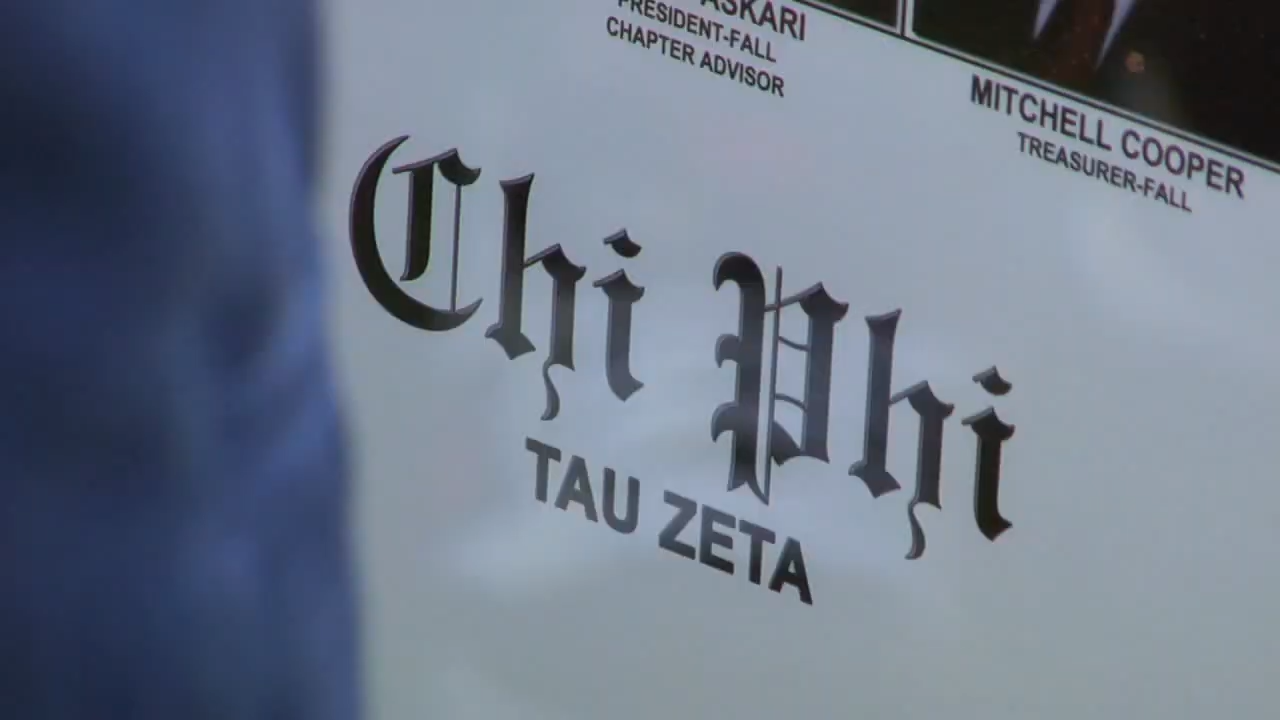 ASKARI
PRESIDENT-FALL
CHAPTER ADVISOR
MITCHELL COOPER
TREASURER-FALL
Chi Phi
TAU ZETA